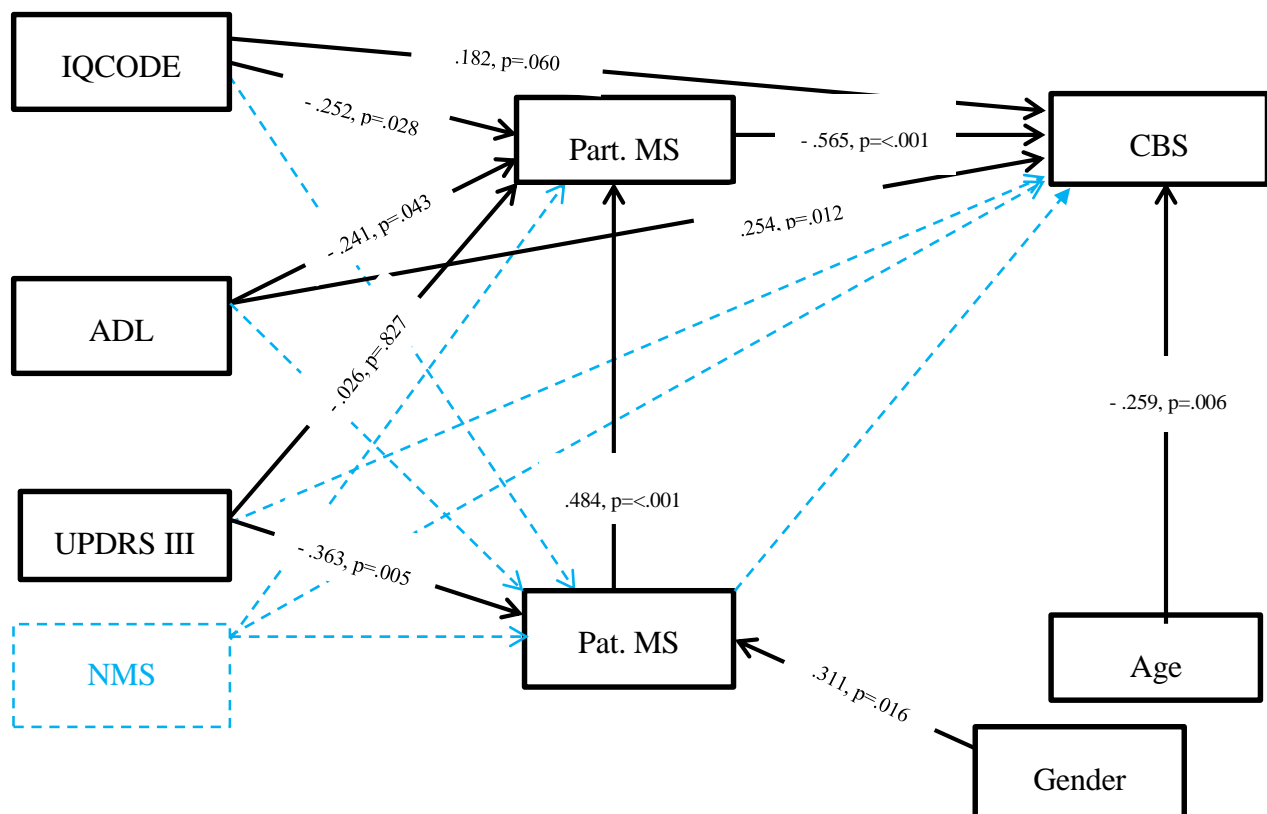 IQCODE
.182, p=.060
- .252, p=.028
Part. MS
- .565, p=<.001
CBS
- .241, p=.043
.254, p=.012
ADL
- .026, p=.827
- .259, p=.006
UPDRS III
.484, p=<.001
- .363, p=.005
Pat. MS
NMS
Age
.311, p=.016
Gender